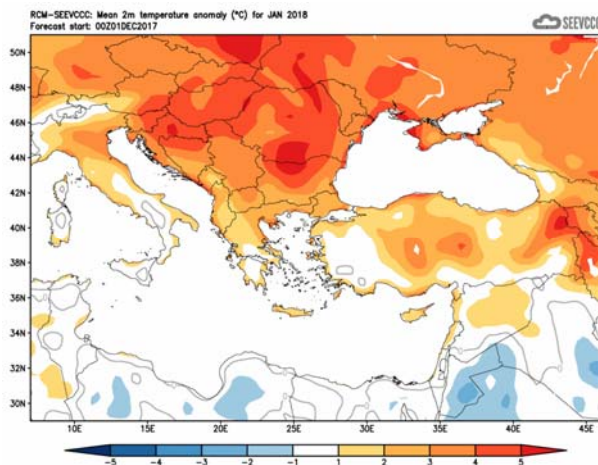 RCM-SEEVCCC: Mean 2m temperature anomaly (°C) for JAN 2018
Forecast start: 00Z01DEC2017
SEEVCCC
50N
48N
46N
44N
42N
40N
38N
36N
34N
32N
30N
10E 15E 20E 25E 30E 35E 40E 45E
-5 -4 -3 -2 -1 1 2 3 4 5